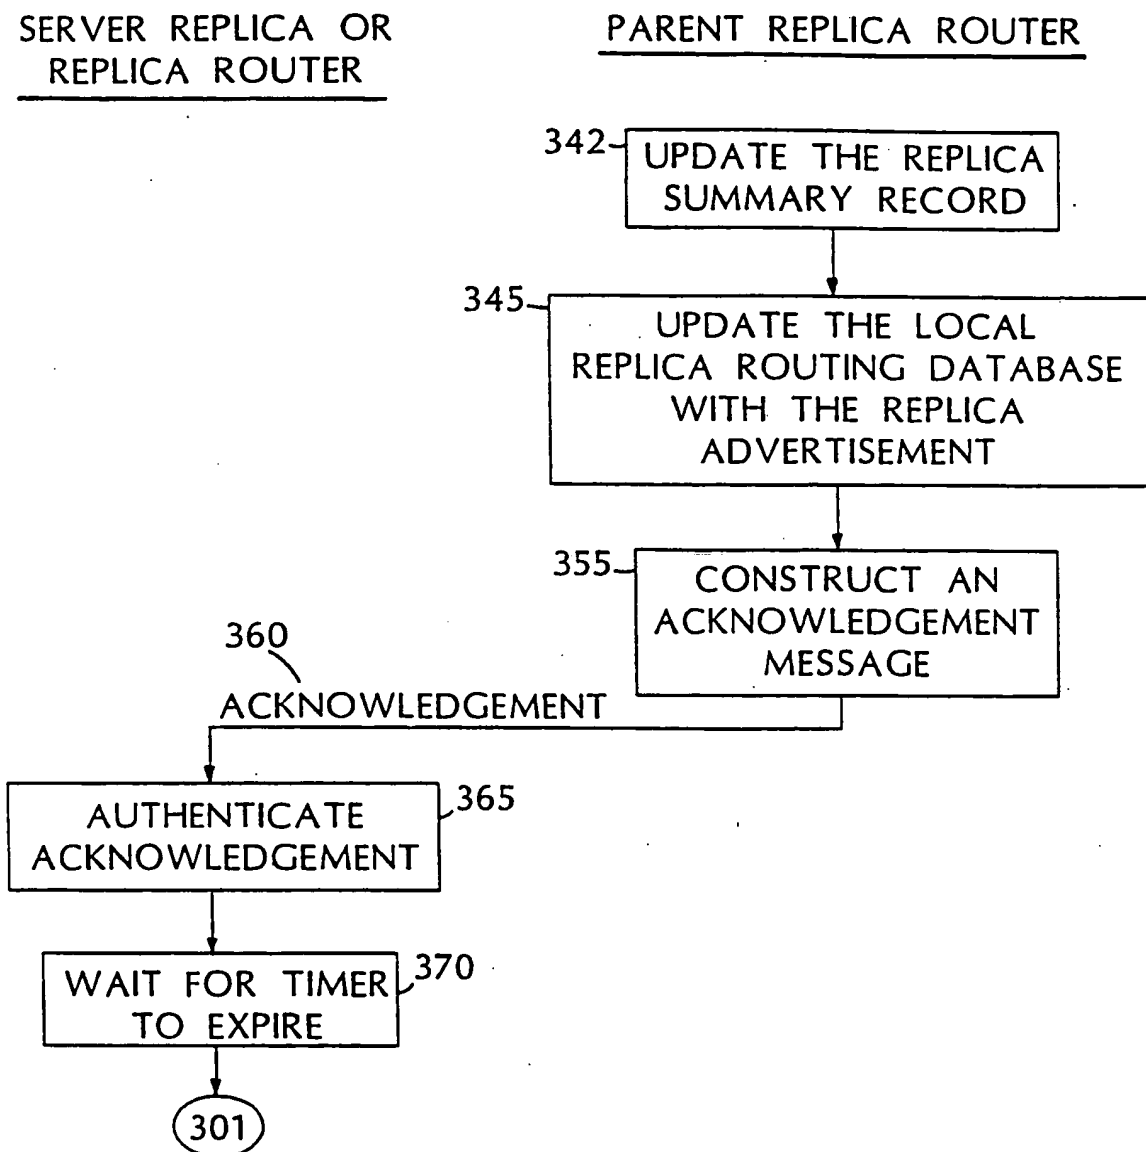 SERVER REPLICA OR
REPLICA ROUTER
PARENT REPLICA ROUTER
342
UPDATE THE REPLICA
SUMMARY RECORD
345
UPDATE THE LOCAL
REPLICA ROUTING DATABASE
WITH THE REPLICA
ADVERTISEMENT
355
CONSTRUCT AN
ACKNOWLEDGEMENT
MESSAGE
360
ACKNOWLEDGEMENT
AUTHENTICATE
ACKNOWLEDGEMENT
365
WAIT FOR TIMER
TO EXPIRE
370
301